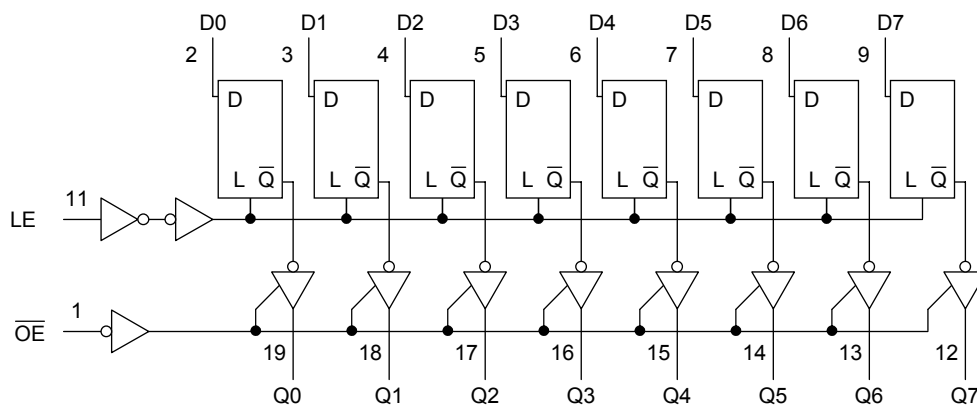 D0 D1 D2 D3 D4 D5 D6 D7
2 3 4 5 6 7 8 9
D D D D D D D D
L Q̅ L Q̅ L Q̅ L Q̅ L Q̅ L Q̅ L Q̅ L Q̅
11
LE
1
O̅E̅
19 18 17 16 15 14 13 12
Q0 Q1 Q2 Q3 Q4 Q5 Q6 Q7